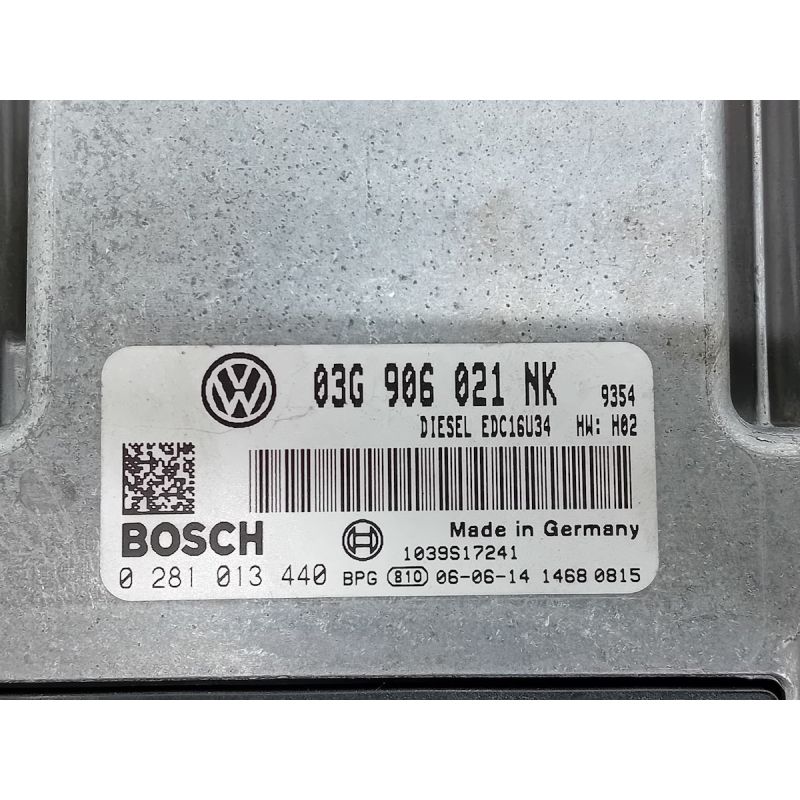 03G 906 021 NK 9354
DIESEL EDC16U34 HW: H02
BOSCH
Made in Germany
1039S17241
0 281 013 440 BPG 810 06-06-14 1468 0815